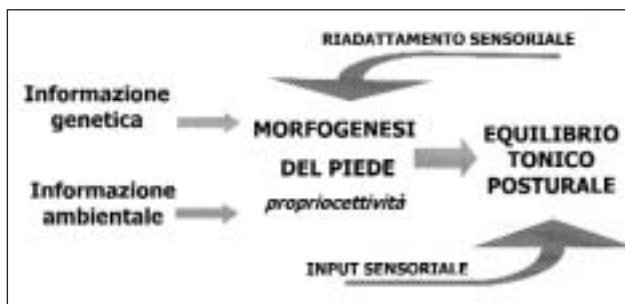 RIADATTAMENTO SENSORIALE
Informazione
genetica
MORFOGENESI
DEL PIEDE
propriocettività
EQUILIBRIO
TONICO
POSTURALE
Informazione
ambientale
INPUT SENSORIALE